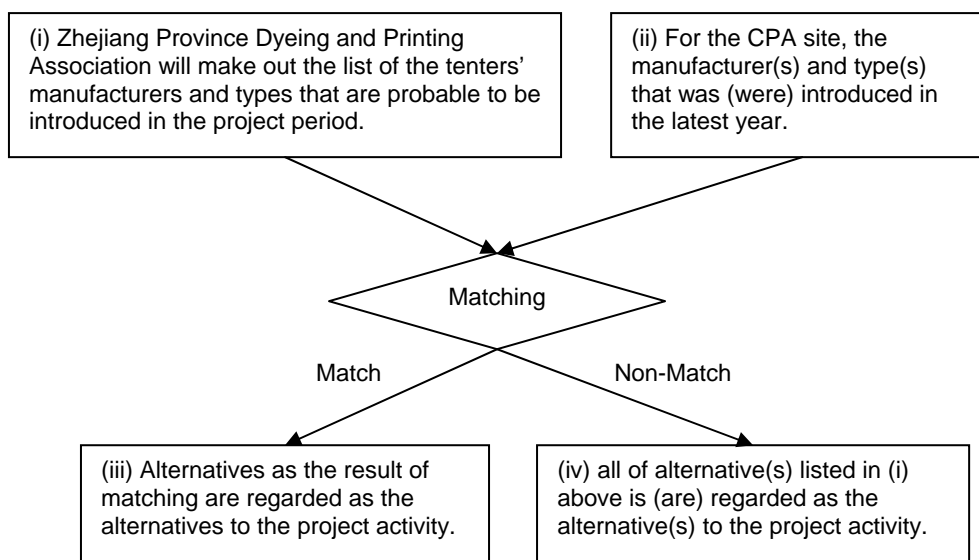 (i) Zhejiang Province Dyeing and Printing
Association will make out the list of the tenters'
manufacturers and types that are probable to be
introduced in the project period.
(ii) For the CPA site, the
manufacturer(s) and type(s)
that was (were) introduced in
the latest year.
Matching
Match
Non-Match
(iii) Alternatives as the result of
matching are regarded as the
alternatives to the project activity.
(iv) all of alternative(s) listed in (i)
above is (are) regarded as the
alternative(s) to the project activity.